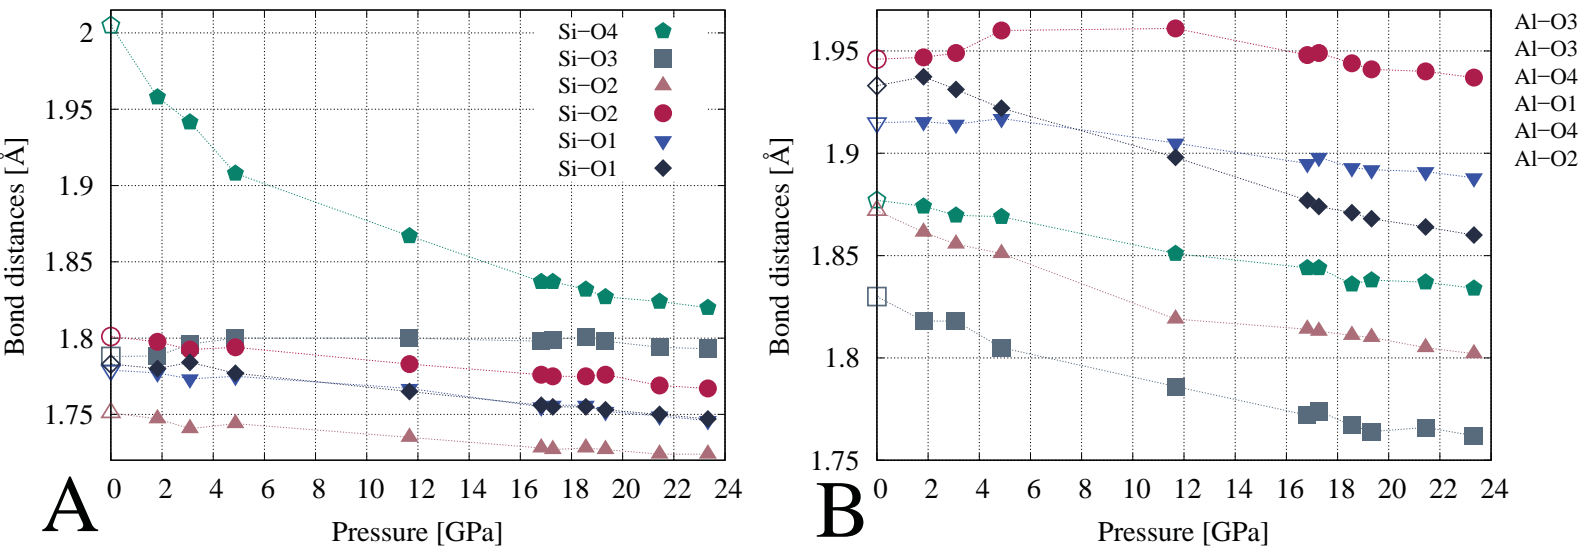 2
1.95
1.9
1.85
1.8
1.75
Bond distances [Å]
Si−O4
Si−O3
Si−O2
Si−O2
Si−O1
Si−O1
0 2 4 6 8 10 12 14 16 18 20 22 24
Pressure [GPa]
A
1.95
1.9
1.85
1.8
1.75
Bond distances [Å]
0 2 4 6 8 10 12 14 16 18 20 22 24
Pressure [GPa]
B
Al−O3
Al−O3
Al−O4
Al−O1
Al−O4
Al−O2